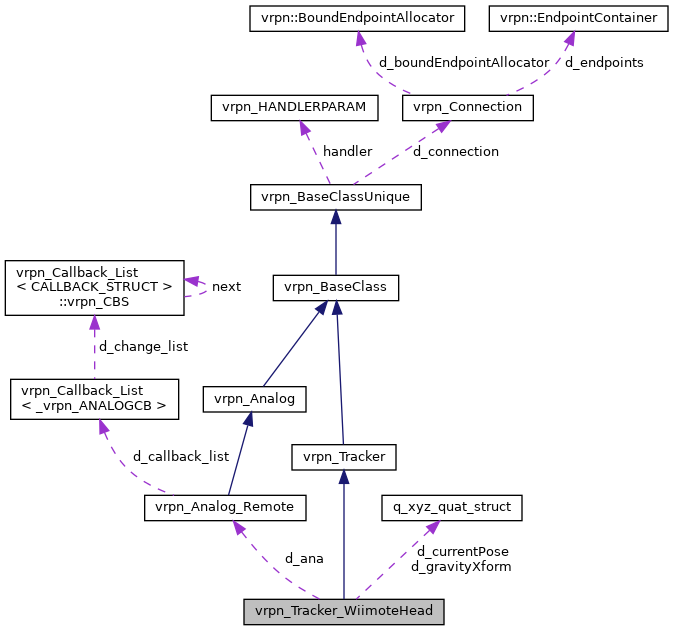 vrpn::BoundEndpointAllocator
vrpn::EndpointContainer
d_boundEndpointAllocator
d_endpoints
vrpn_HANDLERPARAM
vrpn_Connection
handler
d_connection
vrpn_BaseClassUnique
vrpn_Callback_List
< CALLBACK_STRUCT >
::vrpn_CBS
next
vrpn_BaseClass
d_change_list
vrpn_Callback_List
< _vrpn_ANALOGCB >
vrpn_Analog
d_callback_list
vrpn_Tracker
vrpn_Analog_Remote
q_xyz_quat_struct
d_ana
d_currentPose
d_gravityXform
vrpn_Tracker_WiimoteHead